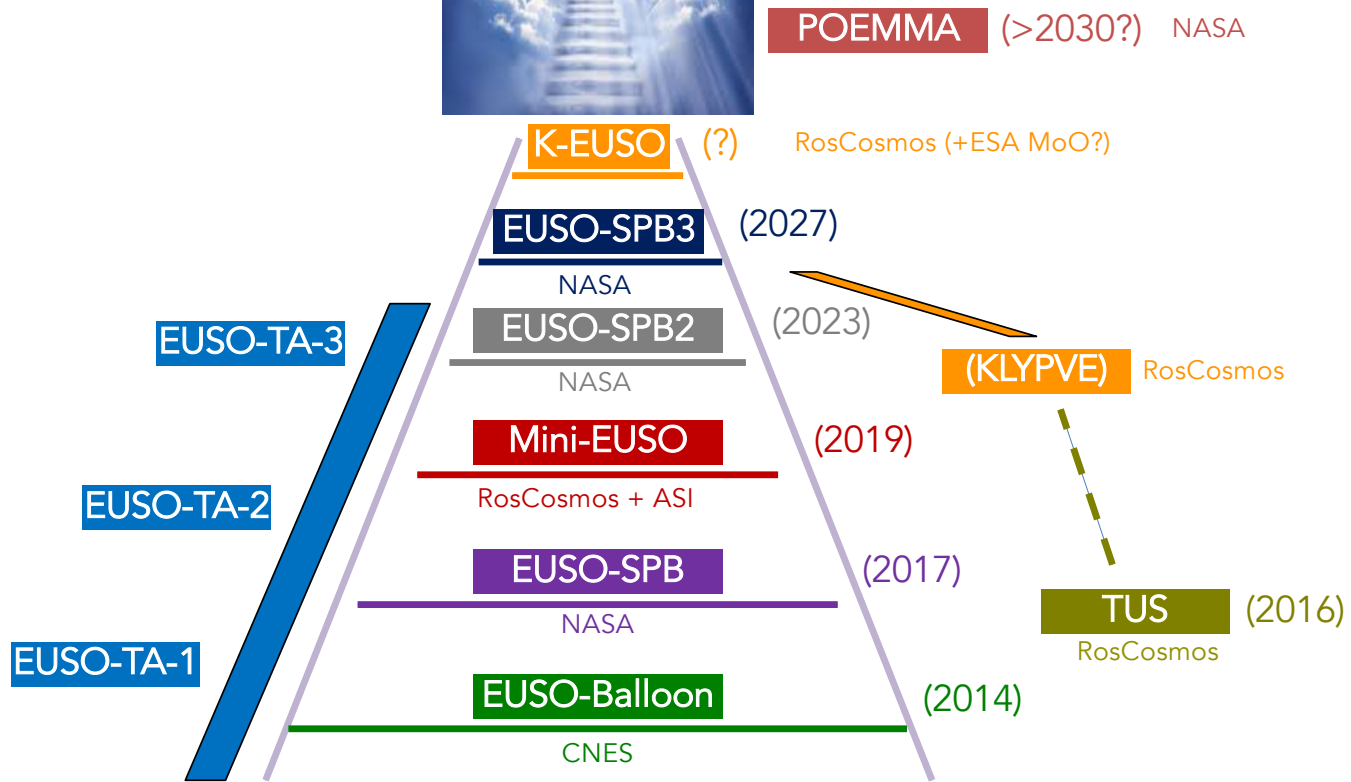 POEMMA (>2030?) NASA
K-EUSO (?) RosCosmos (+ESA MoO?)
EUSO-SPB3 (2027)
NASA
EUSO-TA-3 EUSO-SPB2 (2023)
NASA
(KLYPVE) RosCosmos
Mini-EUSO (2019)
RosCosmos + ASI
EUSO-TA-2
EUSO-SPB (2017)
NASA
TUS (2016)
RosCosmos
EUSO-TA-1
EUSO-Balloon (2014)
CNES